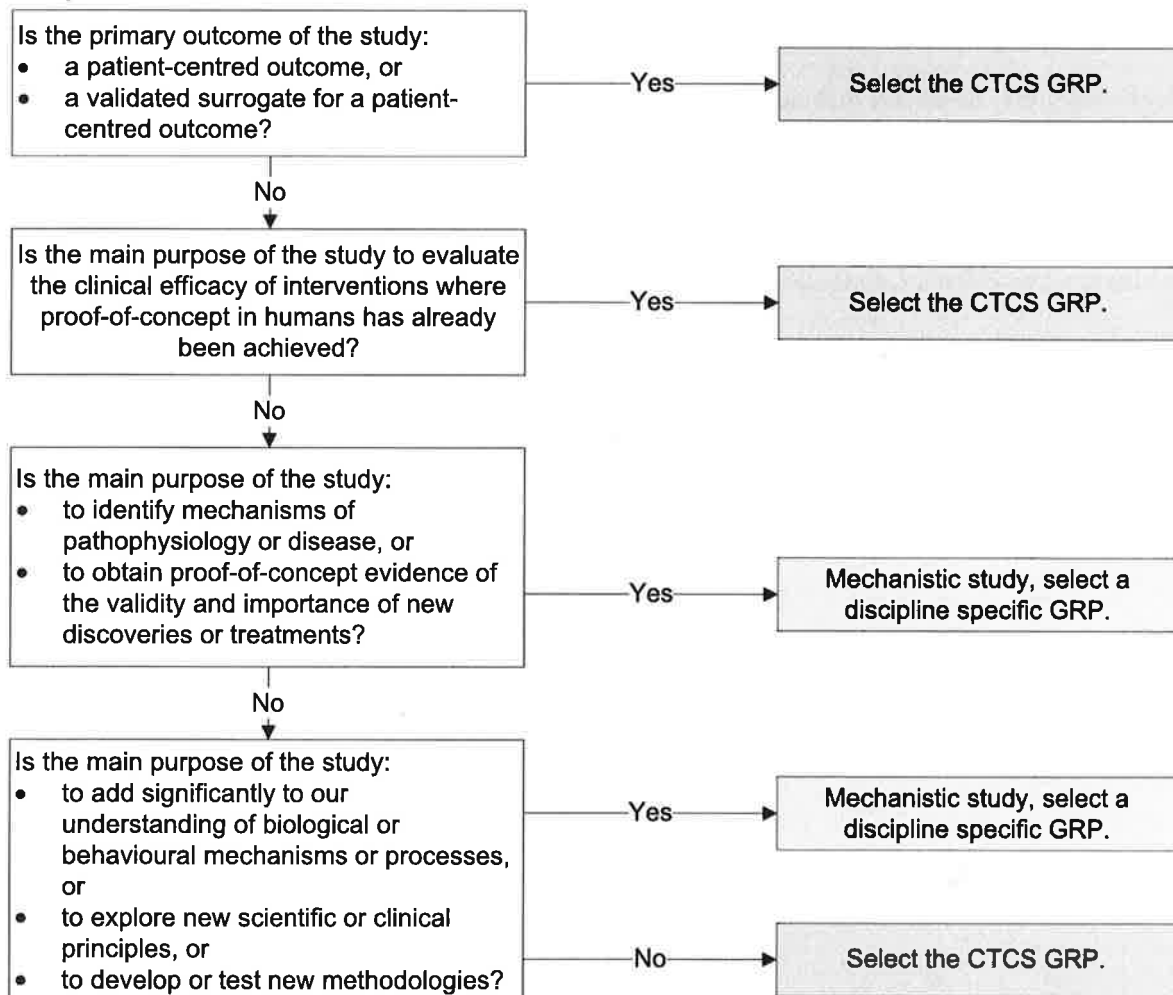 Is the primary outcome of the study:
• a patient-centred outcome, or
• a validated surrogate for a patient-
centred outcome?
Yes
Select the CTCS GRP.
No
Is the main purpose of the study to evaluate
the clinical efficacy of interventions where
proof-of-concept in humans has already
been achieved?
Yes
Select the CTCS GRP.
No
Is the main purpose of the study:
• to identify mechanisms of
pathophysiology or disease, or
• to obtain proof-of-concept evidence of
the validity and importance of new
discoveries or treatments?
Yes
Mechanistic study, select a
discipline specific GRP.
No
Is the main purpose of the study:
• to add significantly to our
understanding of biological or
behavioural mechanisms or processes,
or
• to explore new scientific or clinical
principles, or
• to develop or test new methodologies?
Yes
Mechanistic study, select a
discipline specific GRP.
No
Select the CTCS GRP.